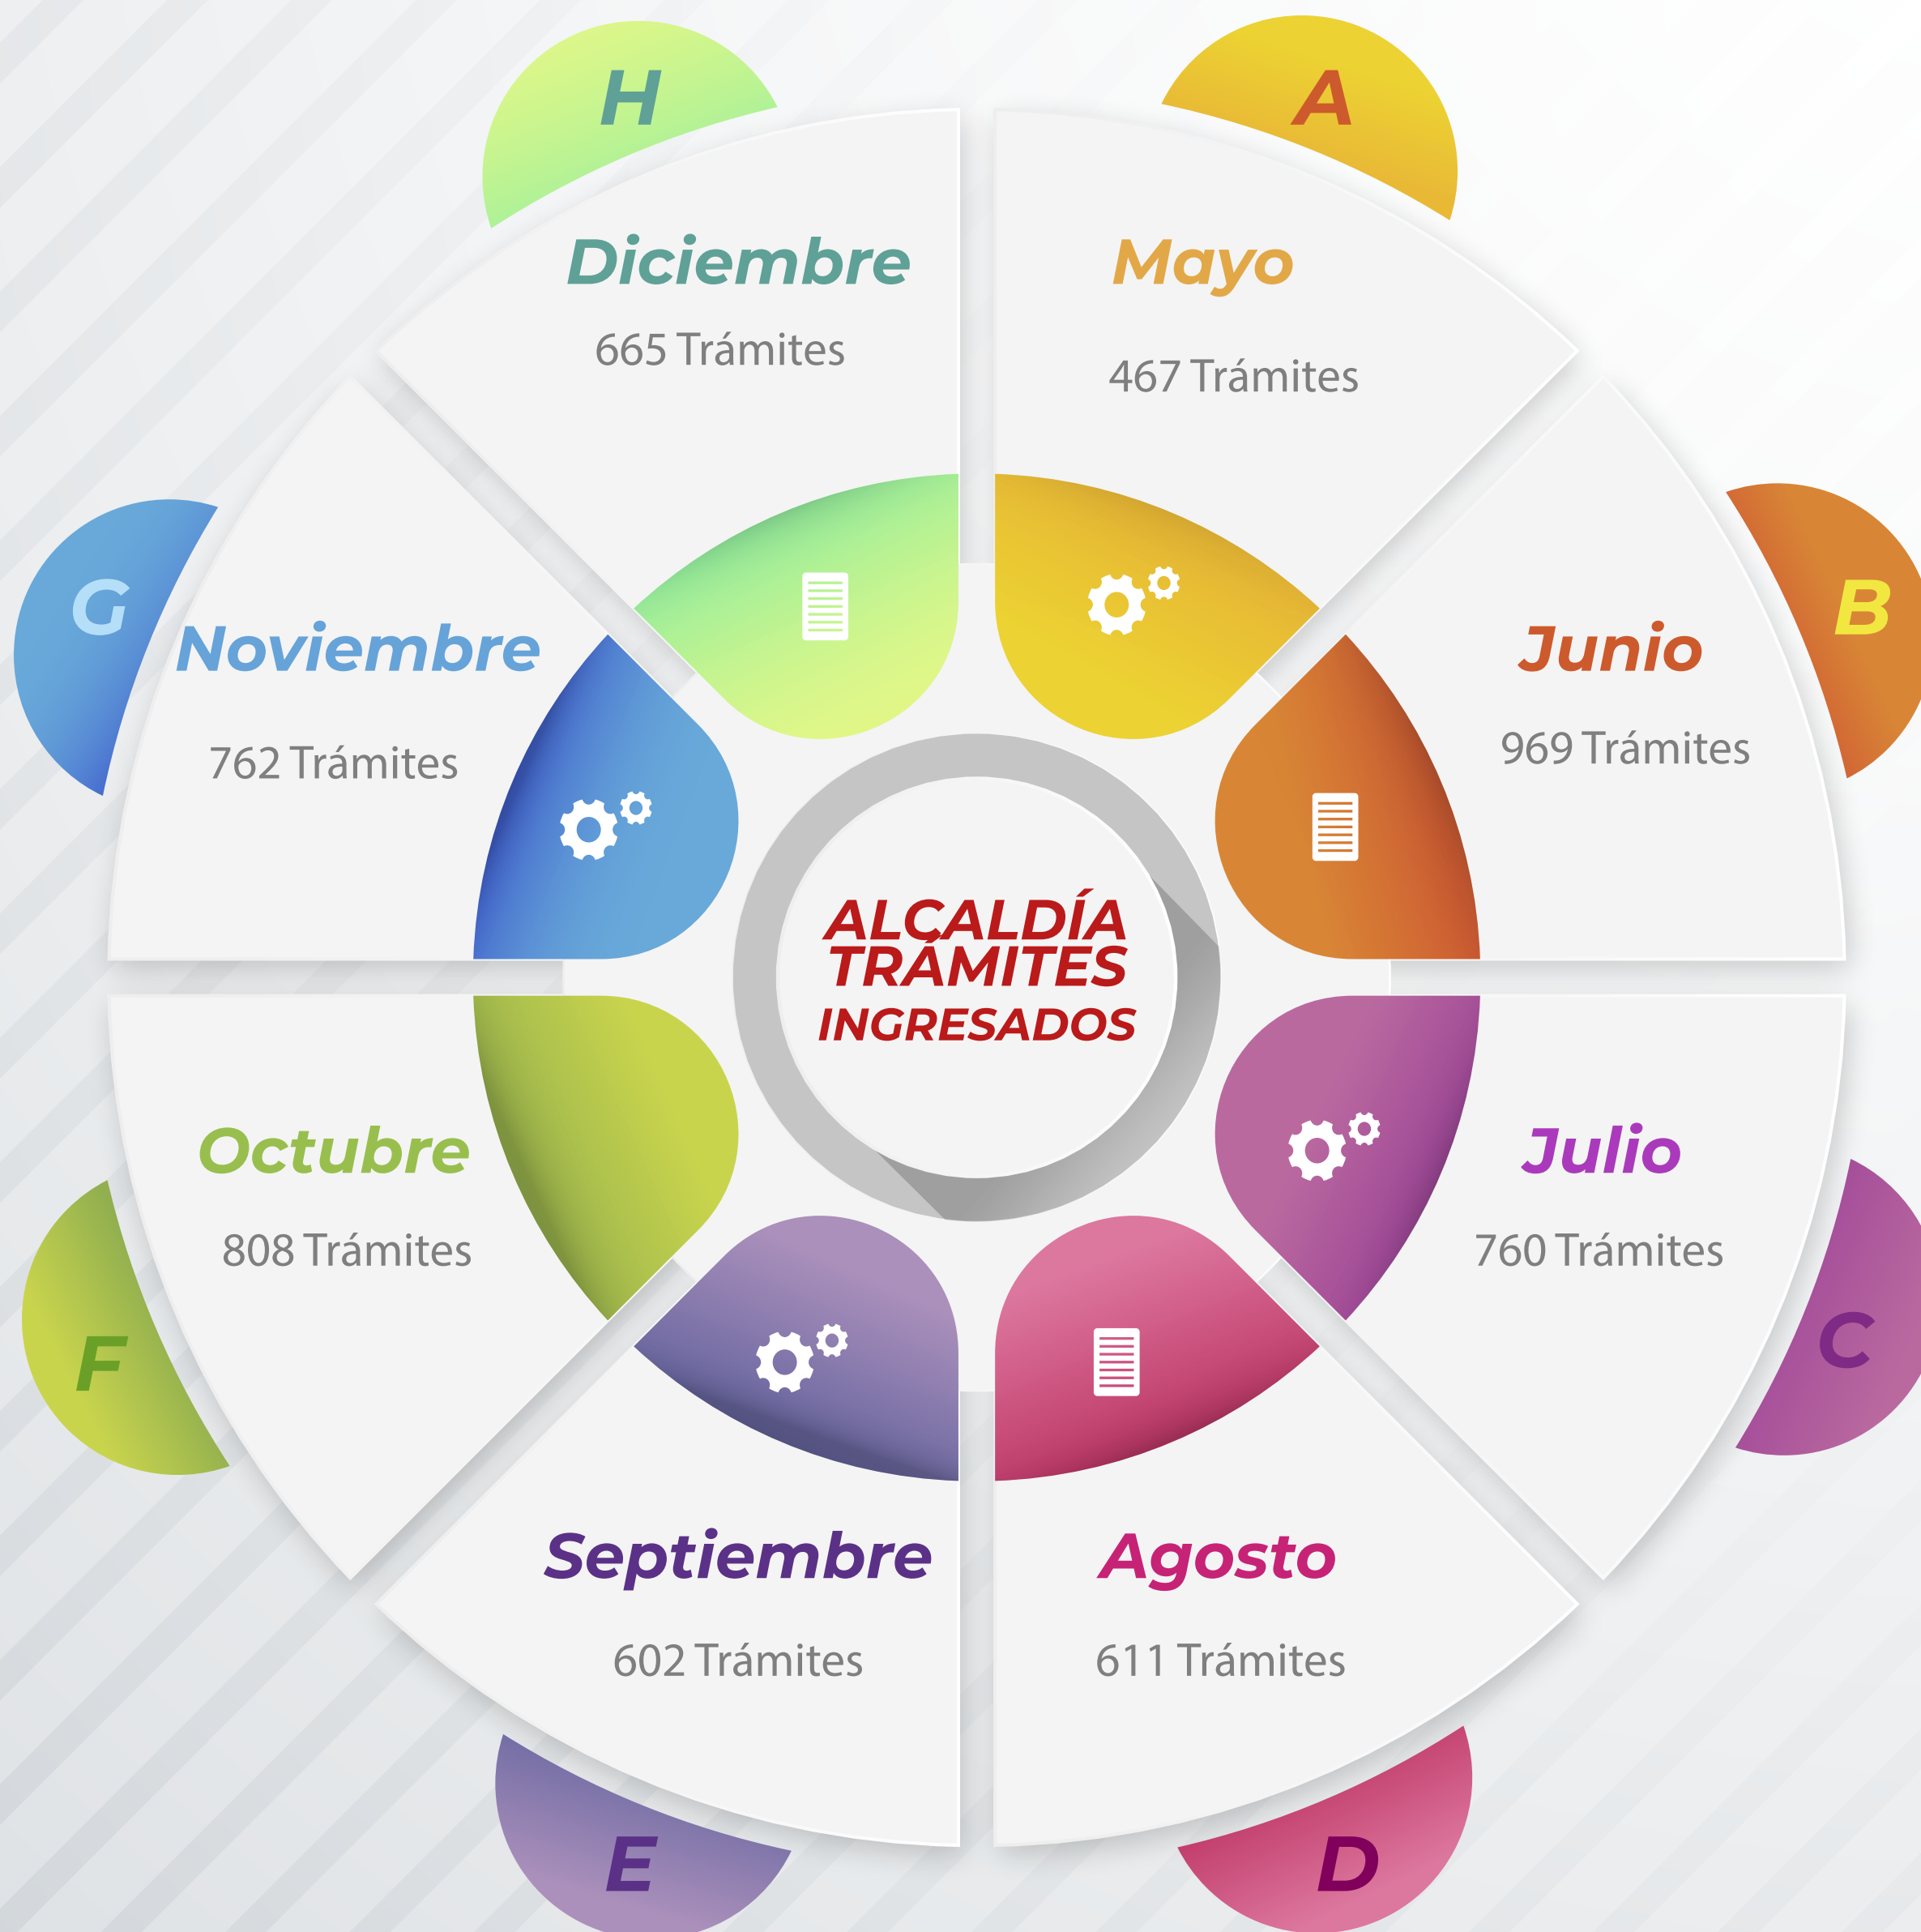 H
A
Diciembre
665 Trámites
Mayo
467 Trámites
G
Noviembre
762 Trámites
B
Junio
969 Trámites
ALCALDÍA
TRÁMITES
INGRESADOS
Octubre
808 Trámites
F
Julio
760 Trámites
C
Septiembre
602 Trámites
Agosto
611 Trámites
E
D